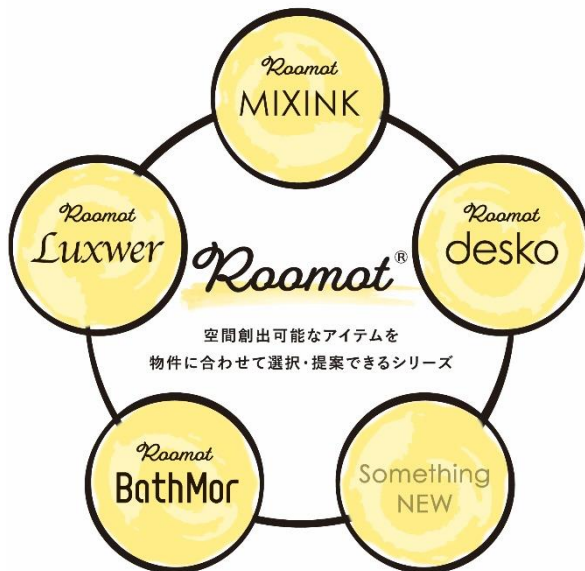 Roomot
MIXINK
Roomot
Luxwer
Roomot
desko
Roomot®
空間創出可能なアイテムを
物件に合わせて選択・提案できるシリーズ
Roomot
BathMor
Something
NEW